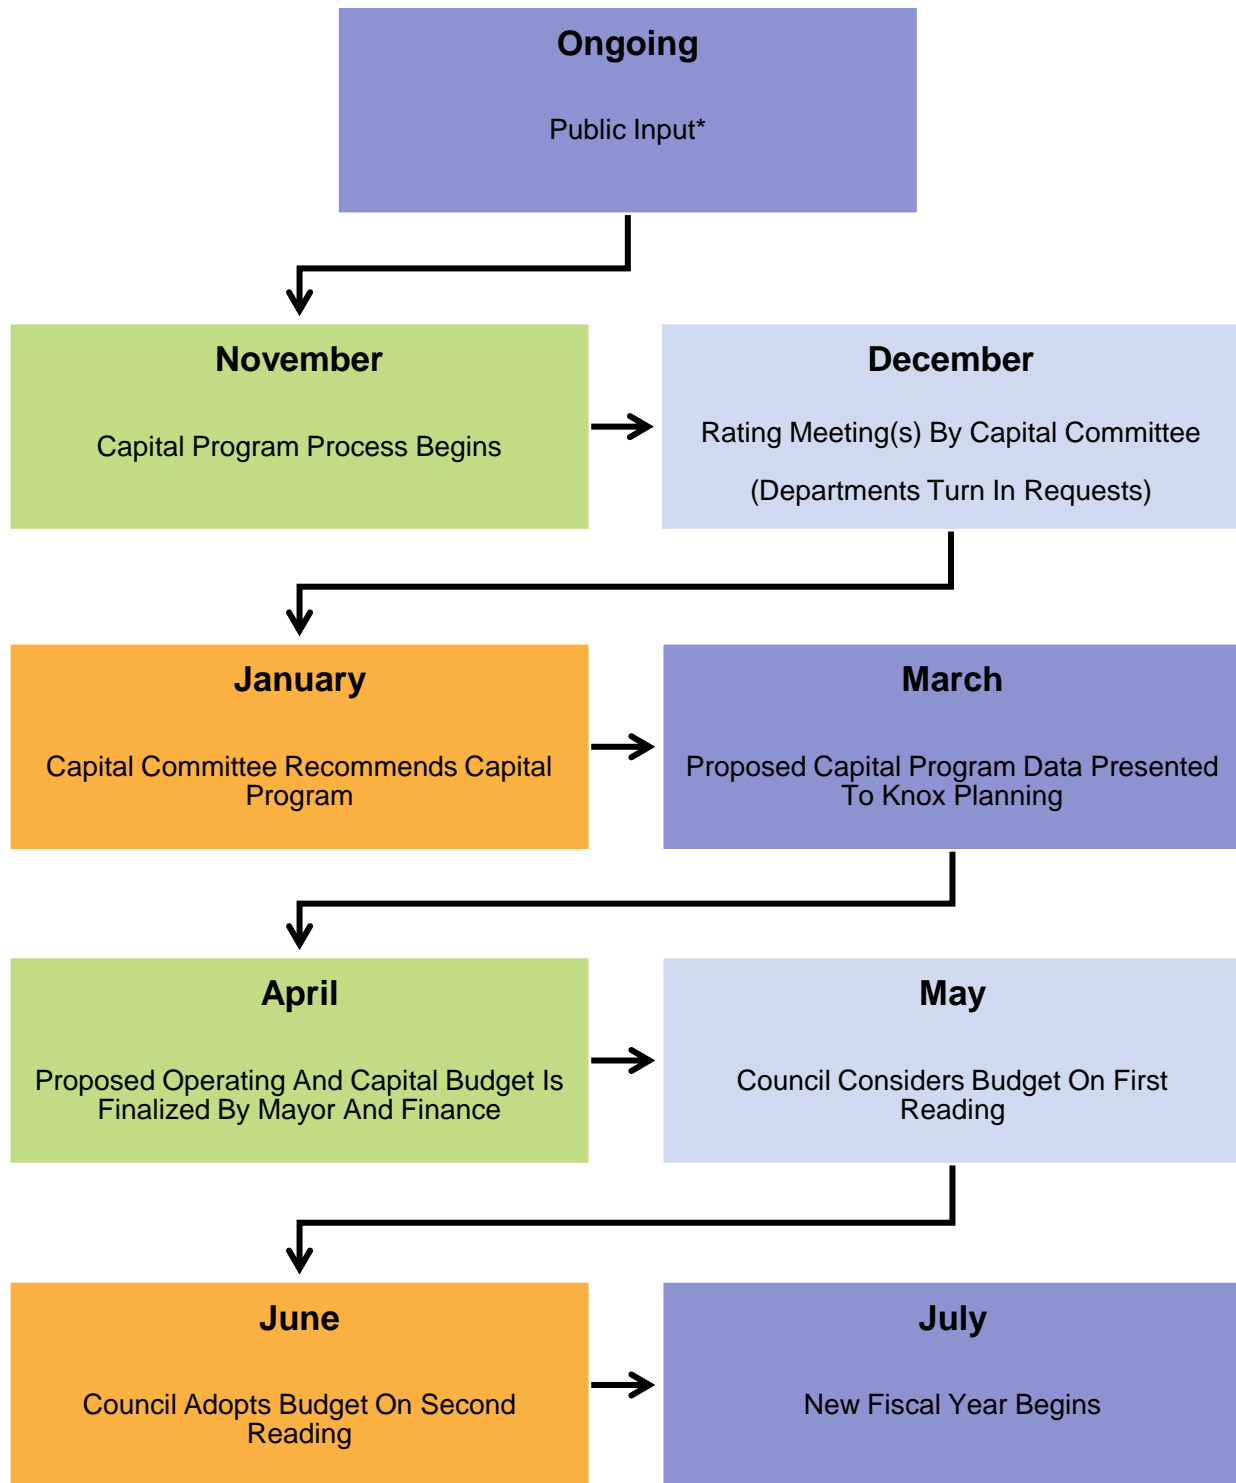 Ongoing
Public Input*
November
Capital Program Process Begins
December
Rating Meeting(s) By Capital Committee
(Departments Turn In Requests)
January
Capital Committee Recommends Capital
Program
March
Proposed Capital Program Data Presented
To Knox Planning
April
Proposed Operating And Capital Budget Is
Finalized By Mayor And Finance
May
Council Considers Budget On First
Reading
June
Council Adopts Budget On Second
Reading
July
New Fiscal Year Begins